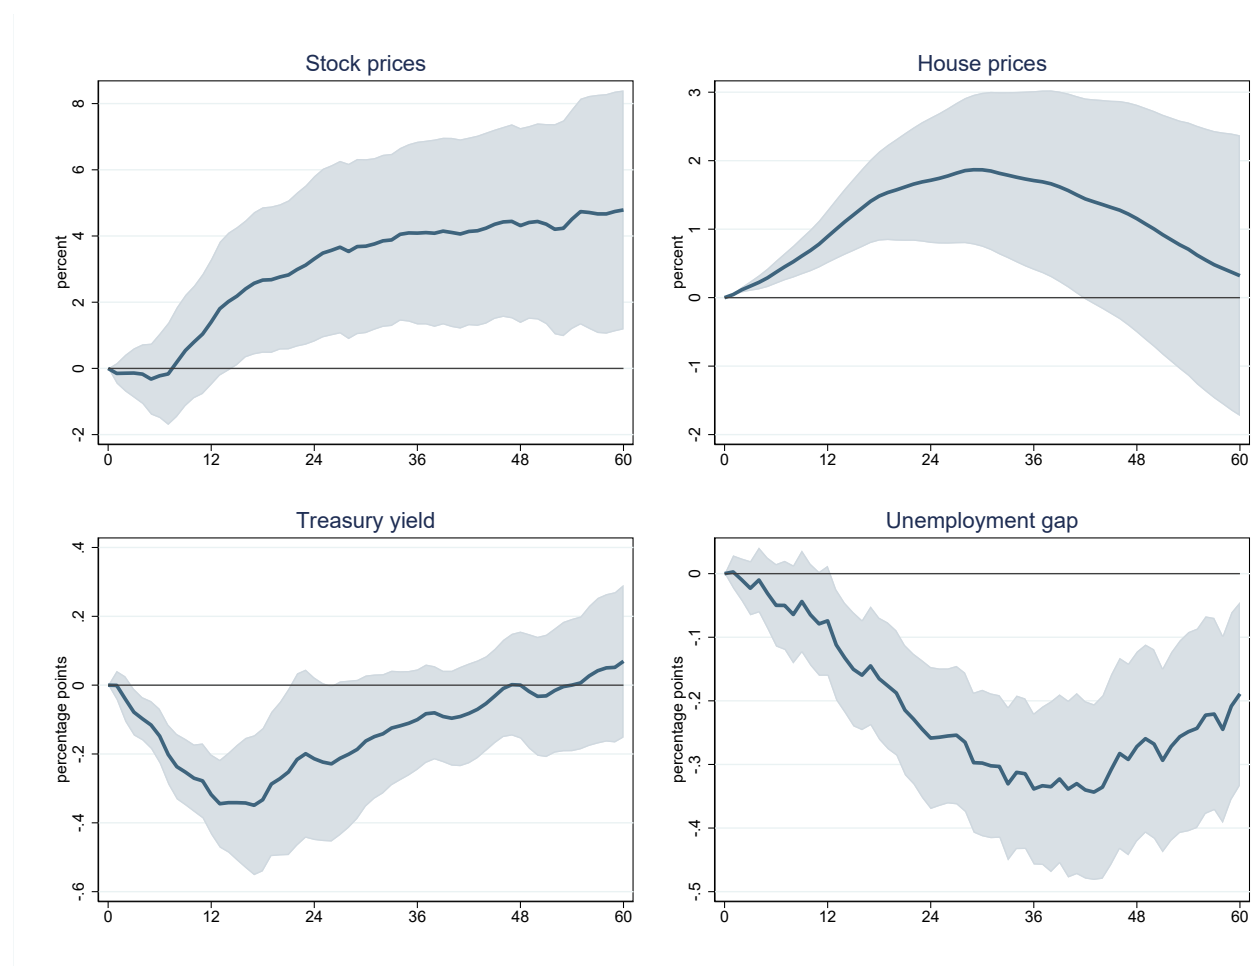 Stock prices
percent
8
6
4
2
0
-2
0 12 24 36 48 60
House prices
percent
3
2
1
0
-1
-2
0 12 24 36 48 60
Treasury yield
percentage points
.4
.2
0
-.2
-.4
-.6
0 12 24 36 48 60
Unemployment gap
percentage points
0
-.1
-.2
-.3
-.4
-.5
0 12 24 36 48 60